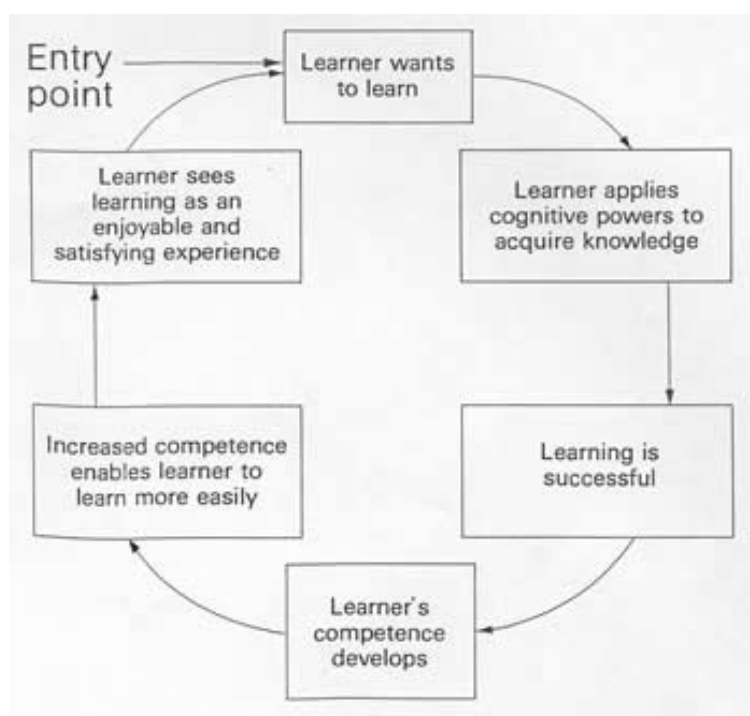 Entry
point
Learner wants
to learn
Learner applies
cognitive powers to
acquire knowledge
Learning is
successful
Learner's
competence
develops
Increased competence
enables learner to
learn more easily
Learner sees
learning as an
enjoyable and
satisfying experience